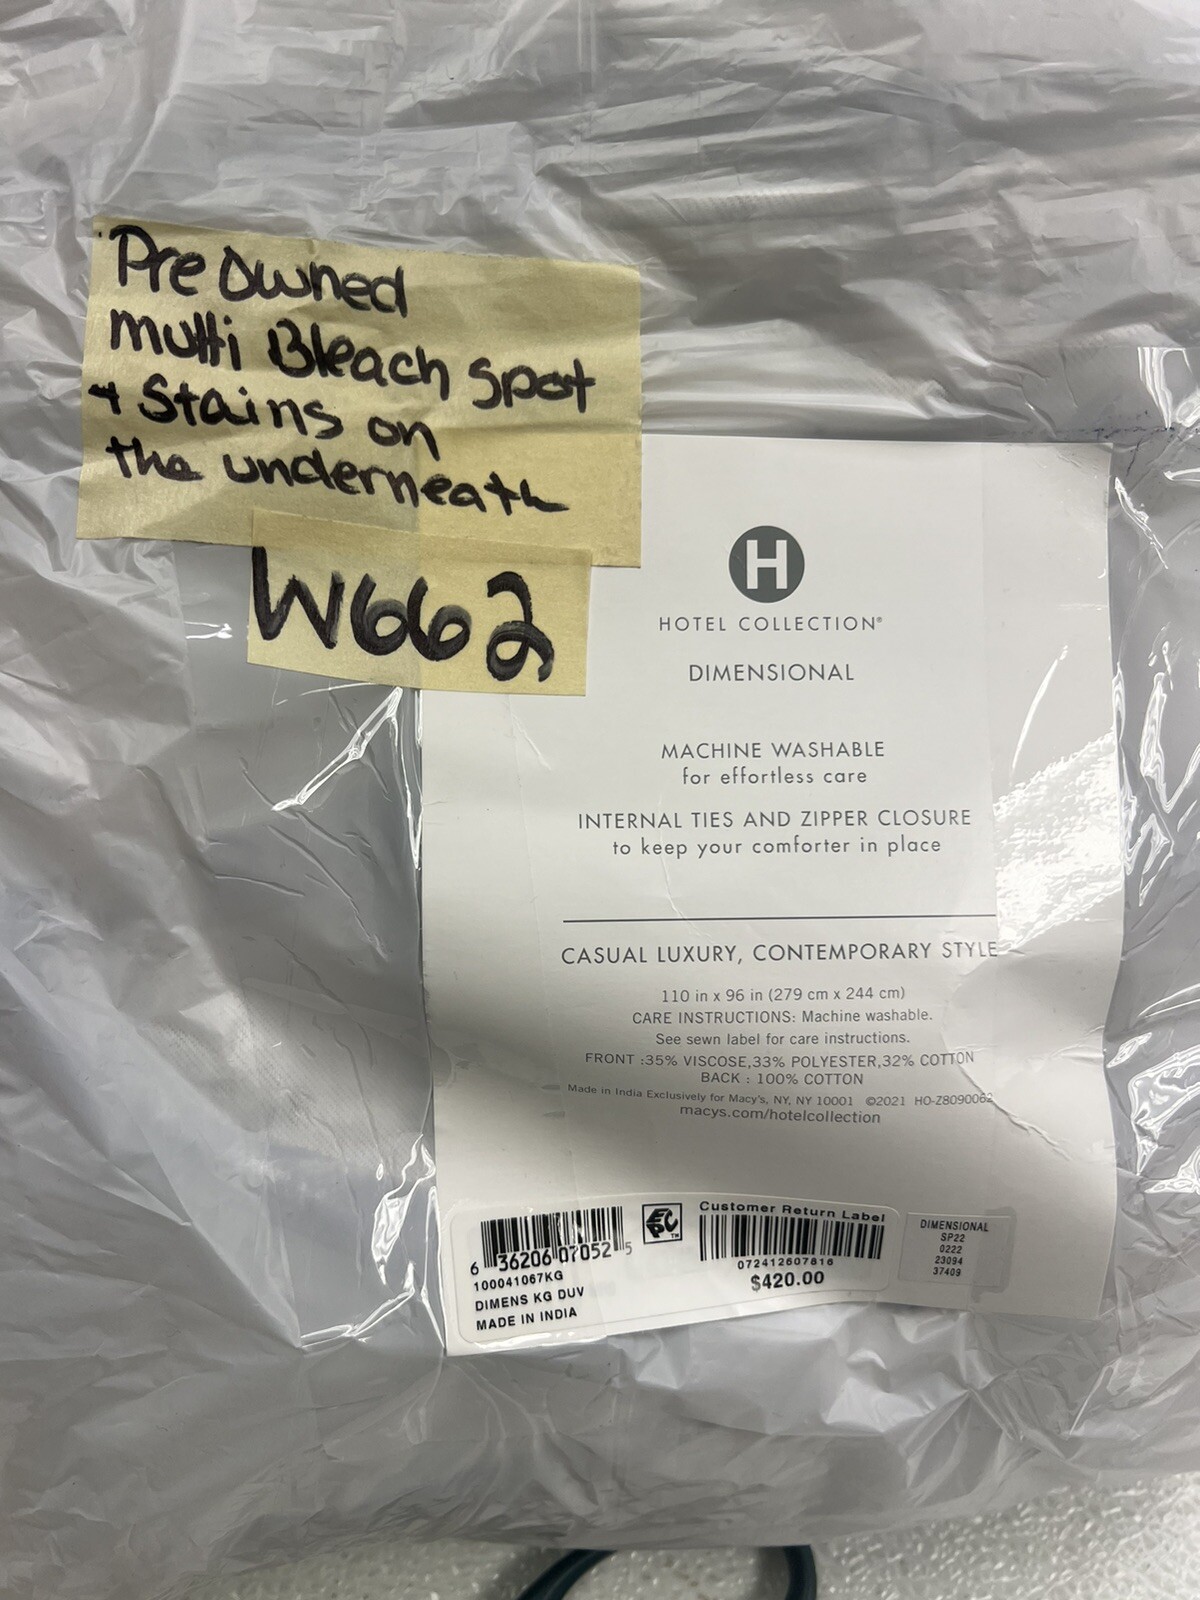 Pre Owned
multi Bleach spot
+ Stains on
the underneath
W662
H
HOTEL COLLECTION®
DIMENSIONAL
MACHINE WASHABLE
for effortless care
INTERNAL TIES AND ZIPPER CLOSURE
to keep your comforter in place
CASUAL LUXURY, CONTEMPORARY STYLE
110 in x 96 in (279 cm x 244 cm)
CARE INSTRUCTIONS: Machine washable.
See sewn label for care instructions.
FRONT :35% VISCOSE,33% POLYESTER,32% COTTON
BACK : 100% COTTON
Made in India Exclusively for Macy's, NY, NY 10001 ©2021 HO-Z8090062
macys.com/hotelcollection
6 36206 07052 5
100041067KG
DIMENS KG DUV
MADE IN INDIA
EPC™
Customer Return Label
072412607816
$420.00
DIMENSIONAL
SP22
0222
23094
37409